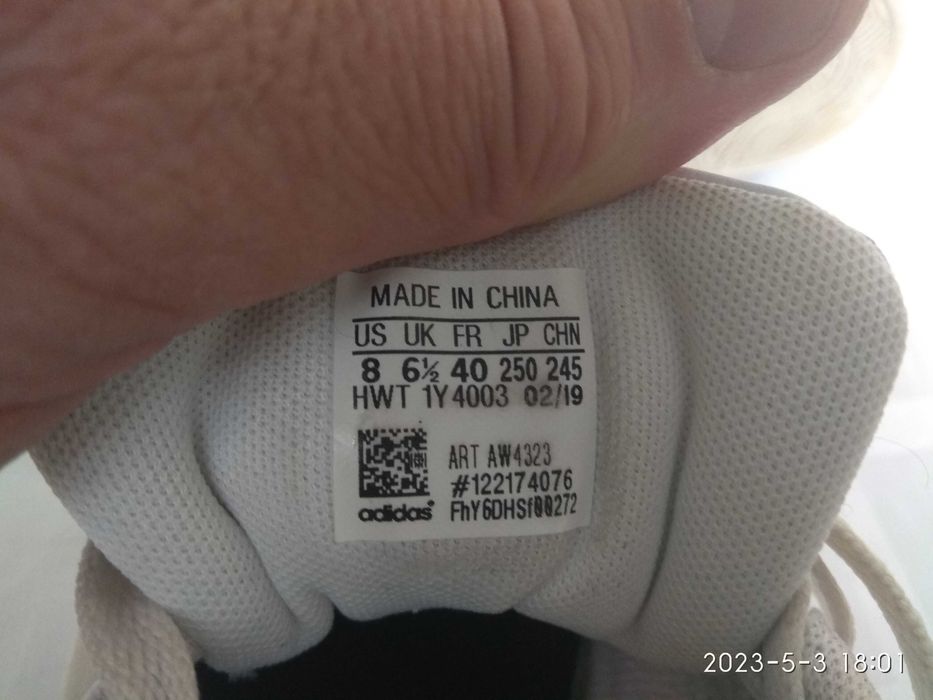 MADE IN CHINA
US UK FR JP CHN
8 6½ 40 250 245
HWT 1Y4003 02/19
ART AW4323
#122174076
adidas® FhY6DHSf00272
2023-5-3 18:01